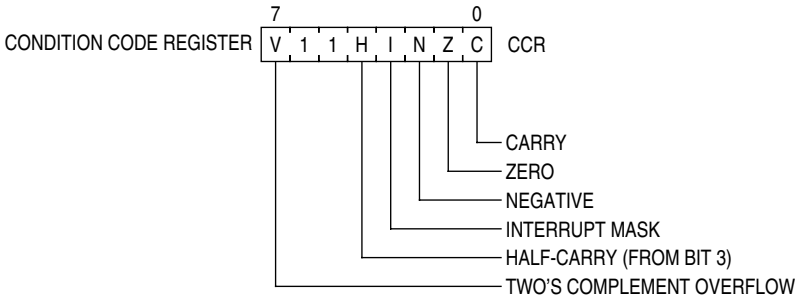 7 0
CONDITION CODE REGISTER V 1 1 H I N Z C CCR
CARRY
ZERO
NEGATIVE
INTERRUPT MASK
HALF-CARRY (FROM BIT 3)
TWO'S COMPLEMENT OVERFLOW